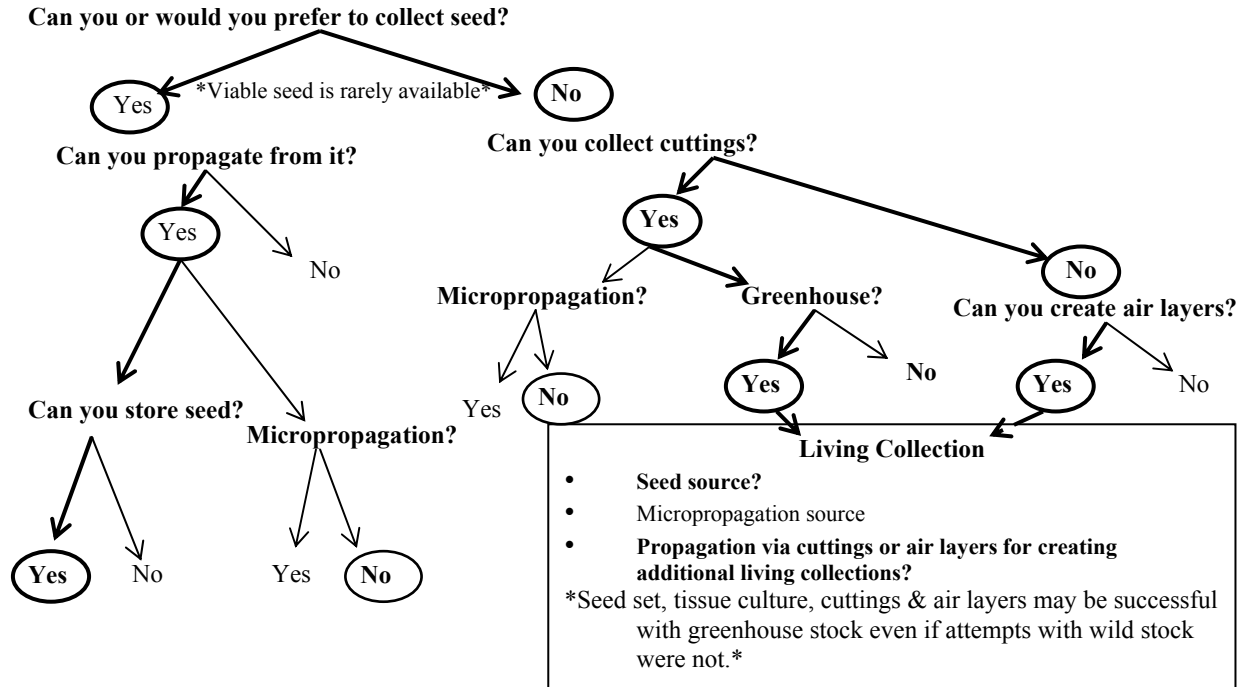 Can you or would you prefer to collect seed?
Yes
*Viable seed is rarely available*
No
Can you propagate from it?
Can you collect cuttings?
Yes
No
Yes
No
Micropropagation?
Greenhouse?
Can you create air layers?
Yes
No
Yes
No
Yes
No
Can you store seed?
Micropropagation?
Yes
No
Yes
No
Living Collection
• Seed source?
• Micropropagation source
• Propagation via cuttings or air layers for creating
additional living collections?
*Seed set, tissue culture, cuttings & air layers may be successful
with greenhouse stock even if attempts with wild stock
were not.*